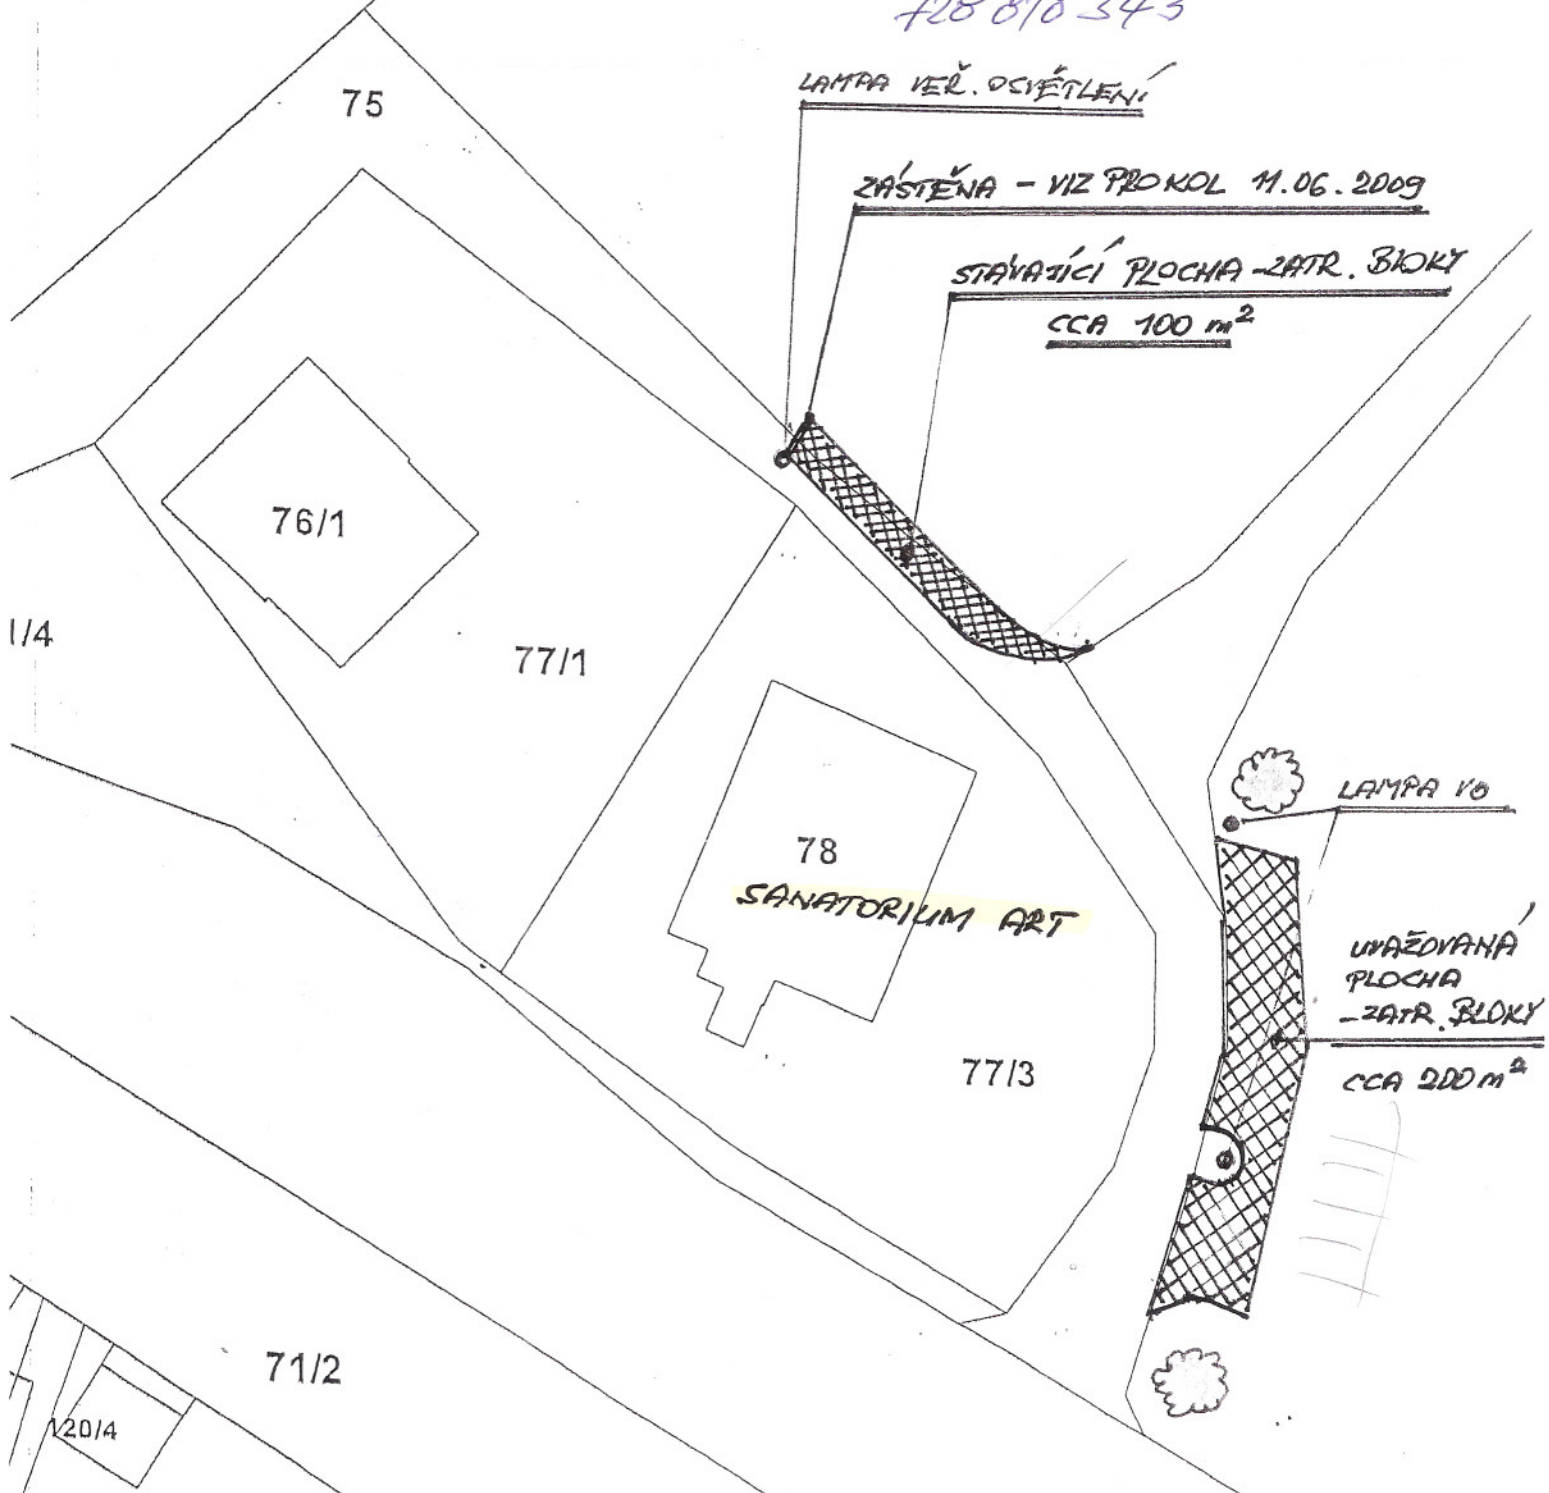 728 870 343
LAMPA VEŘ. OSVĚTLENÍ
ZÁSTĚNA - VIZ PROKOL 11.06.2009
STÁVAJÍCÍ PLOCHA - ZATR. BLOKY
CCA 100 m²
75
76/1
1/4
77/1
78
SANATORIUM ART
77/3
LAMPA VO
UVAŽOVANÁ
PLOCHA
- ZATR. BLOKY
CCA 200 m²
71/2
120/4